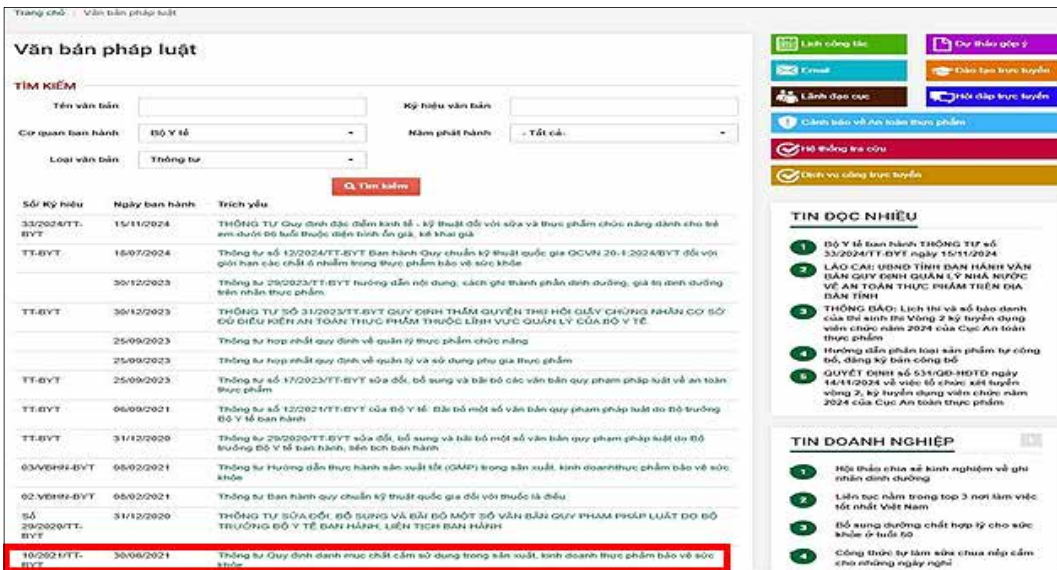 Trang chủ / Văn bản pháp luật
Văn bản pháp luật
TÌM KIẾM
Tên văn bản
Ký hiệu văn bản
Cơ quan ban hành
Bộ Y tế
Năm phát hành
- Tất cả-
Loại văn bản
Thông tư
Tìm kiếm
Số/ Ký hiệu
Ngày ban hành
Trích yếu
33/2024/TT-
BYT
15/11/2024
THÔNG TƯ Quy định đặc điểm kinh tế - kỹ thuật đối với sữa và thực phẩm chức năng dành cho trẻ
em dưới 06 tuổi thuộc diện bình ổn giá, kê khai giá
TT-BYT
18/07/2024
Thông tư số 12/2024/TT-BYT Ban hành Quy chuẩn kỹ thuật quốc gia QCVN 20-1:2024/BYT đối với
giới hạn các chất ô nhiễm trong thực phẩm bảo vệ sức khỏe
30/12/2023
Thông tư 29/2023/TT-BYT hướng dẫn nội dung, cách ghi thành phần dinh dưỡng, giá trị dinh dưỡng
trên nhãn thực phẩm.
TT-BYT
30/12/2023
THÔNG TƯ SỐ 31/2023/TT-BYT QUY ĐỊNH THẨM QUYỀN THU HỒI GIẤY CHỨNG NHẬN CƠ SỞ
ĐỦ ĐIỀU KIỆN AN TOÀN THỰC PHẨM THUỘC LĨNH VỰC QUẢN LÝ CỦA BỘ Y TẾ
25/09/2023
Thông tư hợp nhất quy định về quản lý thực phẩm chức năng
25/09/2023
Thông tư hợp nhất quy định về quản lý và sử dụng phụ gia thực phẩm
TT-BYT
25/09/2023
Thông tư số 17/2023/TT-BYT sửa đổi, bổ sung và bãi bỏ các văn bản quy phạm pháp luật về an toàn
thực phẩm
TT-BYT
06/09/2021
Thông tư số 12/2021/TT-BYT của Bộ Y tế: Bãi bỏ một số văn bản quy phạm pháp luật do Bộ trưởng
Bộ Y tế ban hành
TT-BYT
31/12/2020
Thông tư 29/2020/TT-BYT sửa đổi, bổ sung và bãi bỏ một số văn bản quy phạm pháp luật do Bộ
trưởng Bộ Y tế ban hành, liên tịch ban hành
03/VBHN-BYT
08/02/2021
Thông tư Hướng dẫn thực hành sản xuất tốt (GMP) trong sản xuất, kinh doanhthực phẩm bảo vệ sức
khỏe
02.VBHN-BYT
08/02/2021
Thông tư Ban hành quy chuẩn kỹ thuật quốc gia đối với thuốc lá điếu
Số
29/2020/TT-
BYT
31/12/2020
THÔNG TƯ SỬA ĐỔI, BỔ SUNG VÀ BÃI BỎ MỘT SỐ VĂN BẢN QUY PHẠM PHÁP LUẬT DO BỘ
TRƯỞNG BỘ Y TẾ BAN HÀNH, LIÊN TỊCH BAN HÀNH
10/2021/TT-
BYT
30/06/2021
Thông tư Quy định danh mục chất cấm sử dụng trong sản xuất, kinh doanh thực phẩm bảo vệ sức
khỏe
Lịch công tác
Dự thảo góp ý
Email
Đào tạo trực tuyến
Lãnh đạo cục
Hỏi đáp trực tuyến
Cảnh báo về An toàn thực phẩm
Hệ thống tra cứu
Dịch vụ công trực tuyến
TIN ĐỌC NHIỀU
1 Bộ Y tế ban hành THÔNG TƯ số
33/2024/TT-BYT ngày 15/11/2024
2 LÀO CAI: UBND TỈNH BAN HÀNH VĂN
BẢN QUY ĐỊNH QUẢN LÝ NHÀ NƯỚC
VỀ AN TOÀN THỰC PHẨM TRÊN ĐỊA
BÀN TỈNH
3 THÔNG BÁO: Lịch thi và số báo danh
của thí sinh thi Vòng 2 kỳ tuyển dụng
viên chức năm 2024 của Cục An toàn
thực phẩm
4 Hướng dẫn phân loại sản phẩm tự công
bố, đăng ký bản công bố
5 QUYẾT ĐỊNH số 531/QĐ-HĐTD ngày
14/11/2024 về việc tổ chức xét tuyển
vòng 2, kỳ tuyển dụng viên chức năm
2024 của Cục An toàn thực phẩm
TIN DOANH NGHIỆP
1 Hội thảo chia sẻ kinh nghiệm về ghi
nhãn dinh dưỡng
2 Liên tục nằm trong top 3 nơi làm việc
tốt nhất Việt Nam
3 Bổ sung dưỡng chất hợp lý cho sức
khỏe ở tuổi 50
4 Công thức tự làm sữa chua nếp cẩm
cho những ngày nghỉ